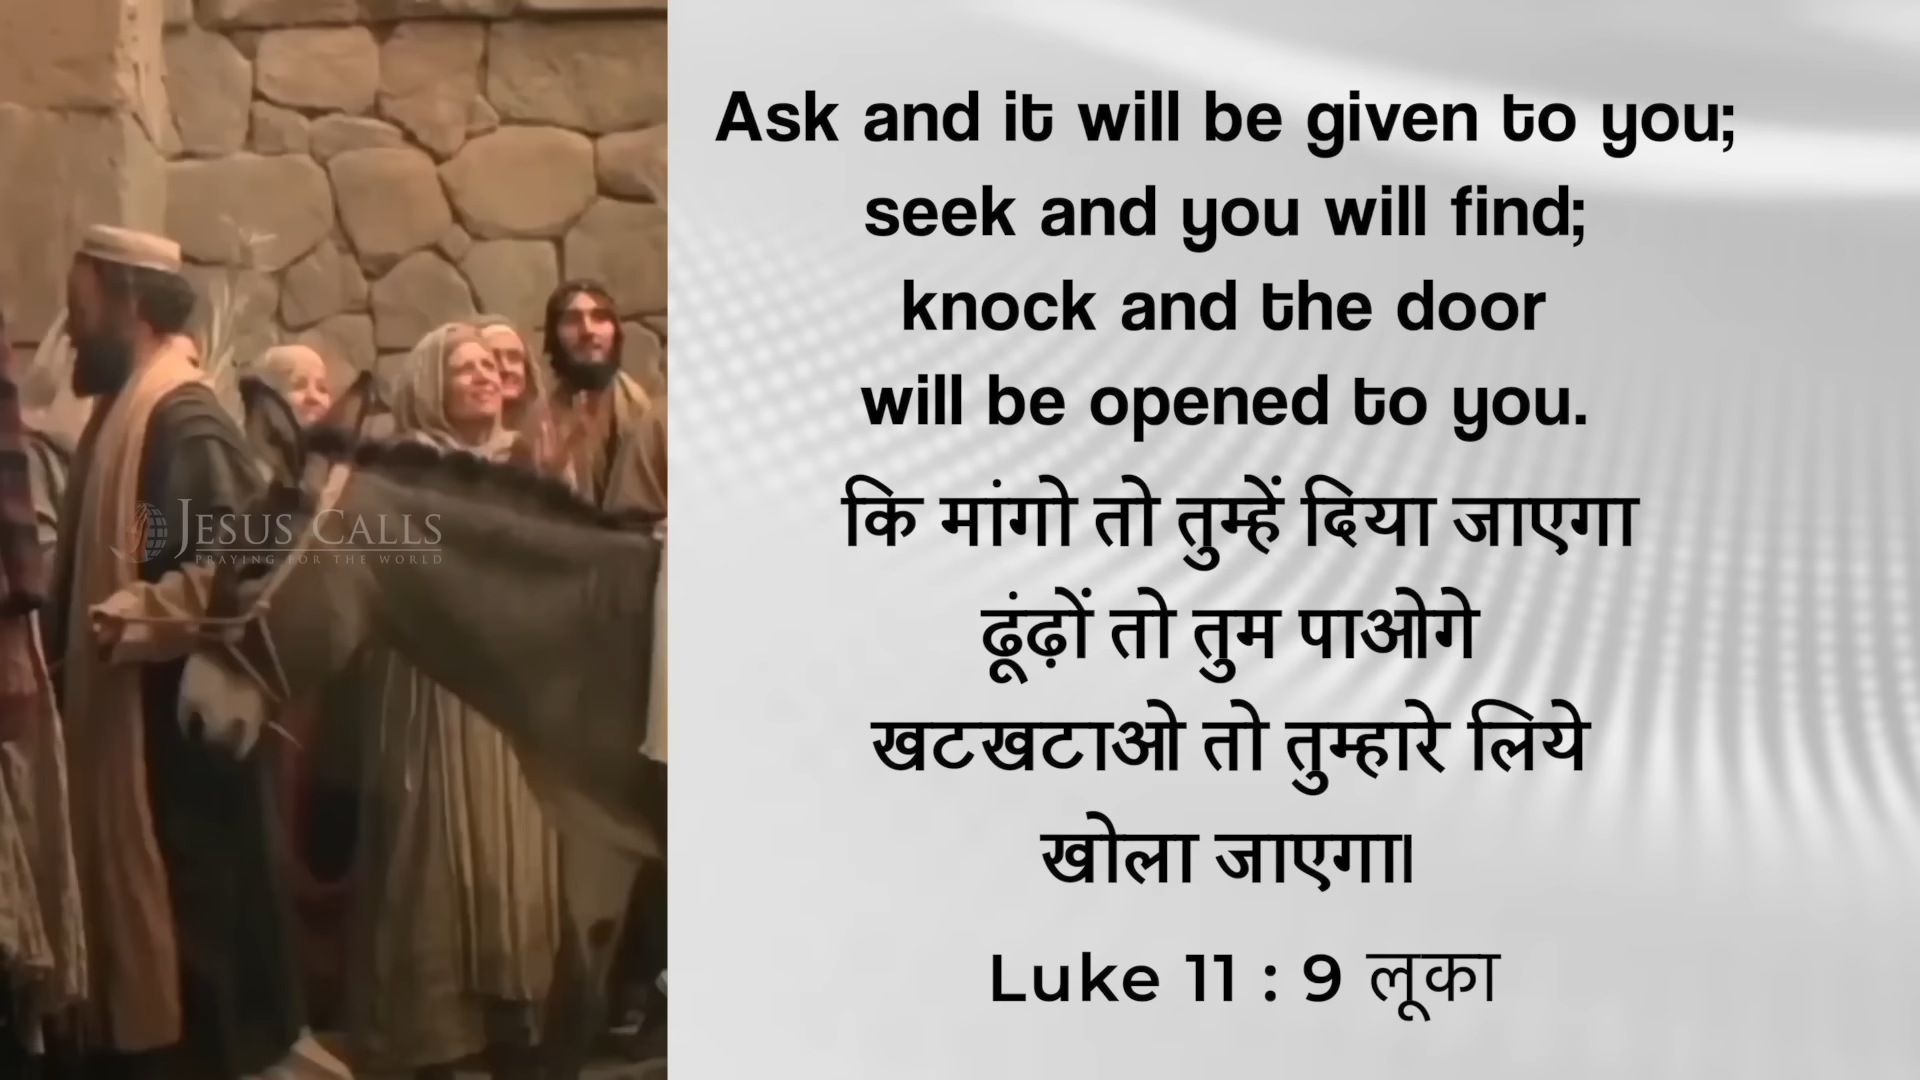 Ask and it will be given to you;
seek and you will find;
knock and the door
will be opened to you.
कि मांगो तो तुम्हें दिया जाएगा
ढूंढ़ों तो तुम पाओगे
खटखटाओ तो तुम्हारे लिये
खोला जाएगा।
Luke 11 : 9 लूका
JESUS CALLS
PRAYING FOR THE WORLD